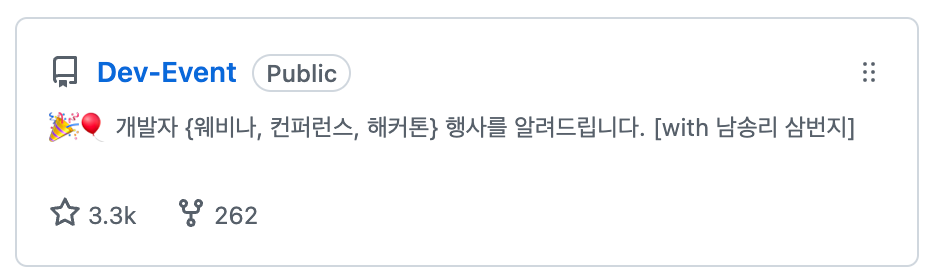 Dev-Event Public
🎉🎈 개발자 {웨비나, 컨퍼런스, 해커톤} 행사를 알려드립니다. [with 남송리 삼번지]
3.3k 262